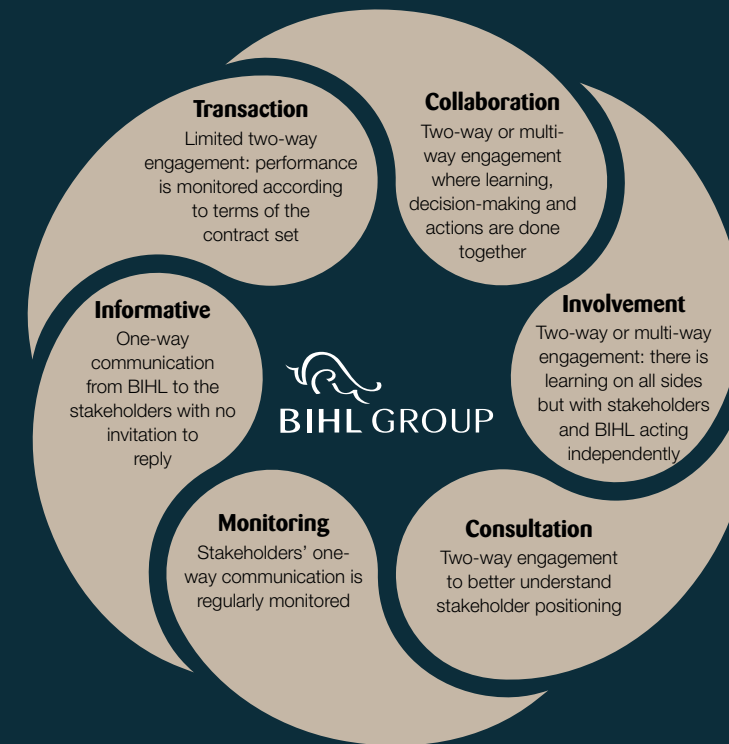 Transaction
Limited two-way
engagement: performance
is monitored according
to terms of the
contract set
Collaboration
Two-way or multi-
way engagement
where learning,
decision-making and
actions are done
together
Involvement
Two-way or multi-way
engagement: there is
learning on all sides
but with stakeholders
and BIHL acting
independently
Consultation
Two-way engagement
to better understand
stakeholder positioning
Monitoring
Stakeholders’ one-
way communication is
regularly monitored
Informative
One-way
communication
from BIHL to the
stakeholders with no
invitation to
reply
BIHL GROUP